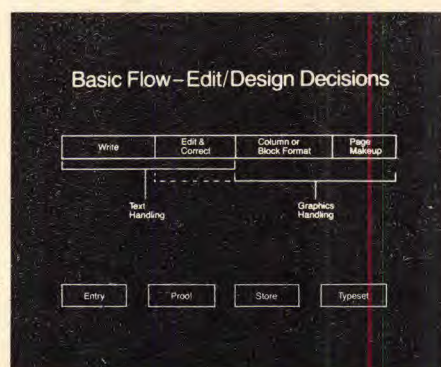 Basic Flow–Edit/Design Decisions
Write
Edit &
Correct
Column or
Block Format
Page
Makeup
Text
Handling
Graphics
Handling
Entry
Proof
Store
Typeset